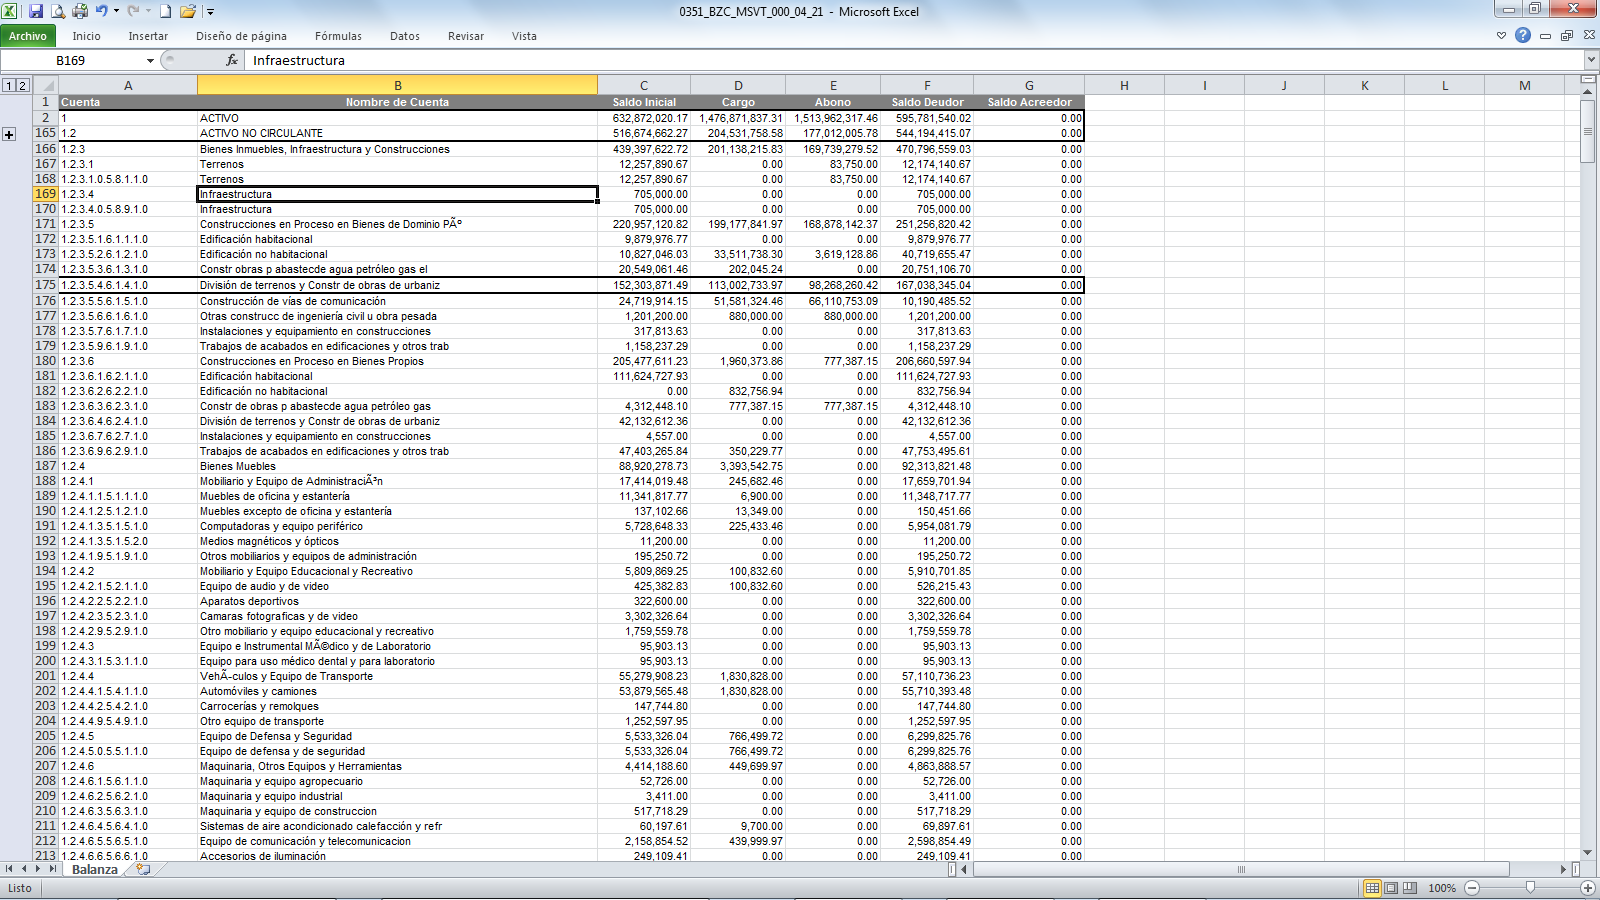 0351_BZC_MSVT_000_04_21 - Microsoft Excel
Archivo Inicio Insertar Diseño de página Fórmulas Datos Revisar Vista
B169 fx Infraestructura
1 2 A B C D E F G H I J K L M
1 Cuenta Nombre de Cuenta Saldo Inicial Cargo Abono Saldo Deudor Saldo Acreedor
2 1 ACTIVO 632,872,020.17 1,476,871,837.31 1,513,962,317.46 595,781,540.02 0.00
165 1.2 ACTIVO NO CIRCULANTE 516,674,662.27 204,531,758.58 177,012,005.78 544,194,415.07 0.00
166 1.2.3 Bienes Inmuebles, Infraestructura y Construcciones 439,397,622.72 201,138,215.83 169,739,279.52 470,796,559.03 0.00
167 1.2.3.1 Terrenos 12,257,890.67 0.00 83,750.00 12,174,140.67 0.00
168 1.2.3.1.0.5.8.1.1.0 Terrenos 12,257,890.67 0.00 83,750.00 12,174,140.67 0.00
169 1.2.3.4 Infraestructura 705,000.00 0.00 0.00 705,000.00 0.00
170 1.2.3.4.0.5.8.9.1.0 Infraestructura 705,000.00 0.00 0.00 705,000.00 0.00
171 1.2.3.5 Construcciones en Proceso en Bienes de Dominio PÃº 220,957,120.82 199,177,841.97 168,878,142.37 251,256,820.42 0.00
172 1.2.3.5.1.6.1.1.1.0 Edificación habitacional 9,879,976.77 0.00 0.00 9,879,976.77 0.00
173 1.2.3.5.2.6.1.2.1.0 Edificación no habitacional 10,827,046.03 33,511,738.30 3,619,128.86 40,719,655.47 0.00
174 1.2.3.5.3.6.1.3.1.0 Constr obras p abastecde agua petróleo gas el 20,549,061.46 202,045.24 0.00 20,751,106.70 0.00
175 1.2.3.5.4.6.1.4.1.0 División de terrenos y Constr de obras de urbaniz 152,303,871.49 113,002,733.97 98,268,260.42 167,038,345.04 0.00
176 1.2.3.5.5.6.1.5.1.0 Construcción de vías de comunicación 24,719,914.15 51,581,324.46 66,110,753.09 10,190,485.52 0.00
177 1.2.3.5.6.6.1.6.1.0 Otras construcc de ingeniería civil u obra pesada 1,201,200.00 880,000.00 880,000.00 1,201,200.00 0.00
178 1.2.3.5.7.6.1.7.1.0 Instalaciones y equipamiento en construcciones 317,813.63 0.00 0.00 317,813.63 0.00
179 1.2.3.5.9.6.1.9.1.0 Trabajos de acabados en edificaciones y otros trab 1,158,237.29 0.00 0.00 1,158,237.29 0.00
180 1.2.3.6 Construcciones en Proceso en Bienes Propios 205,477,611.23 1,960,373.86 777,387.15 206,660,597.94 0.00
181 1.2.3.6.1.6.2.1.1.0 Edificación habitacional 111,624,727.93 0.00 0.00 111,624,727.93 0.00
182 1.2.3.6.2.6.2.2.1.0 Edificación no habitacional 0.00 832,756.94 0.00 832,756.94 0.00
183 1.2.3.6.3.6.2.3.1.0 Constr de obras p abastecde agua petróleo gas 4,312,448.10 777,387.15 777,387.15 4,312,448.10 0.00
184 1.2.3.6.4.6.2.4.1.0 División de terrenos y Constr de obras de urbaniz 42,132,612.36 0.00 0.00 42,132,612.36 0.00
185 1.2.3.6.7.6.2.7.1.0 Instalaciones y equipamiento en construcciones 4,557.00 0.00 0.00 4,557.00 0.00
186 1.2.3.6.9.6.2.9.1.0 Trabajos de acabados en edificaciones y otros trab 47,403,265.84 350,229.77 0.00 47,753,495.61 0.00
187 1.2.4 Bienes Muebles 88,920,278.73 3,393,542.75 0.00 92,313,821.48 0.00
188 1.2.4.1 Mobiliario y Equipo de AdministraciÃ³n 17,414,019.48 245,682.46 0.00 17,659,701.94 0.00
189 1.2.4.1.1.5.1.1.1.0 Muebles de oficina y estantería 11,341,817.77 6,900.00 0.00 11,348,717.77 0.00
190 1.2.4.1.2.5.1.2.1.0 Muebles excepto de oficina y estantería 137,102.66 13,349.00 0.00 150,451.66 0.00
191 1.2.4.1.3.5.1.5.1.0 Computadoras y equipo periférico 5,728,648.33 225,433.46 0.00 5,954,081.79 0.00
192 1.2.4.1.3.5.1.5.2.0 Medios magnéticos y ópticos 11,200.00 0.00 0.00 11,200.00 0.00
193 1.2.4.1.9.5.1.9.1.0 Otros mobiliarios y equipos de administración 195,250.72 0.00 0.00 195,250.72 0.00
194 1.2.4.2 Mobiliario y Equipo Educacional y Recreativo 5,809,869.25 100,832.60 0.00 5,910,701.85 0.00
195 1.2.4.2.1.5.2.1.1.0 Equipo de audio y de video 425,382.83 100,832.60 0.00 526,215.43 0.00
196 1.2.4.2.2.5.2.2.1.0 Aparatos deportivos 322,600.00 0.00 0.00 322,600.00 0.00
197 1.2.4.2.3.5.2.3.1.0 Camaras fotograficas y de video 3,302,326.64 0.00 0.00 3,302,326.64 0.00
198 1.2.4.2.9.5.2.9.1.0 Otro mobiliario y equipo educacional y recreativo 1,759,559.78 0.00 0.00 1,759,559.78 0.00
199 1.2.4.3 Equipo e Instrumental MÃ©dico y de Laboratorio 95,903.13 0.00 0.00 95,903.13 0.00
200 1.2.4.3.1.5.3.1.1.0 Equipo para uso médico dental y para laboratorio 95,903.13 0.00 0.00 95,903.13 0.00
201 1.2.4.4 VehÃ-culos y Equipo de Transporte 55,279,908.23 1,830,828.00 0.00 57,110,736.23 0.00
202 1.2.4.4.1.5.4.1.1.0 Automóviles y camiones 53,879,565.48 1,830,828.00 0.00 55,710,393.48 0.00
203 1.2.4.4.2.5.4.2.1.0 Carrocerías y remolques 147,744.80 0.00 0.00 147,744.80 0.00
204 1.2.4.4.9.5.4.9.1.0 Otro equipo de transporte 1,252,597.95 0.00 0.00 1,252,597.95 0.00
205 1.2.4.5 Equipo de Defensa y Seguridad 5,533,326.04 766,499.72 0.00 6,299,825.76 0.00
206 1.2.4.5.0.5.5.1.1.0 Equipo de defensa y de seguridad 5,533,326.04 766,499.72 0.00 6,299,825.76 0.00
207 1.2.4.6 Maquinaria, Otros Equipos y Herramientas 4,414,188.60 449,699.97 0.00 4,863,888.57 0.00
208 1.2.4.6.1.5.6.1.1.0 Maquinaria y equipo agropecuario 52,726.00 0.00 0.00 52,726.00 0.00
209 1.2.4.6.2.5.6.2.1.0 Maquinaria y equipo industrial 3,411.00 0.00 0.00 3,411.00 0.00
210 1.2.4.6.3.5.6.3.1.0 Maquinaria y equipo de construccion 517,718.29 0.00 0.00 517,718.29 0.00
211 1.2.4.6.4.5.6.4.1.0 Sistemas de aire acondicionado calefacción y refr 60,197.61 9,700.00 0.00 69,897.61 0.00
212 1.2.4.6.5.5.6.5.1.0 Equipo de comunicación y telecomunicacion 2,158,854.52 439,999.97 0.00 2,598,854.49 0.00
213 1.2.4.6.6.5.6.6.1.0 Accesorios de iluminación 249,109.41 0.00 0.00 249,109.41 0.00
Balanza
Listo 100%